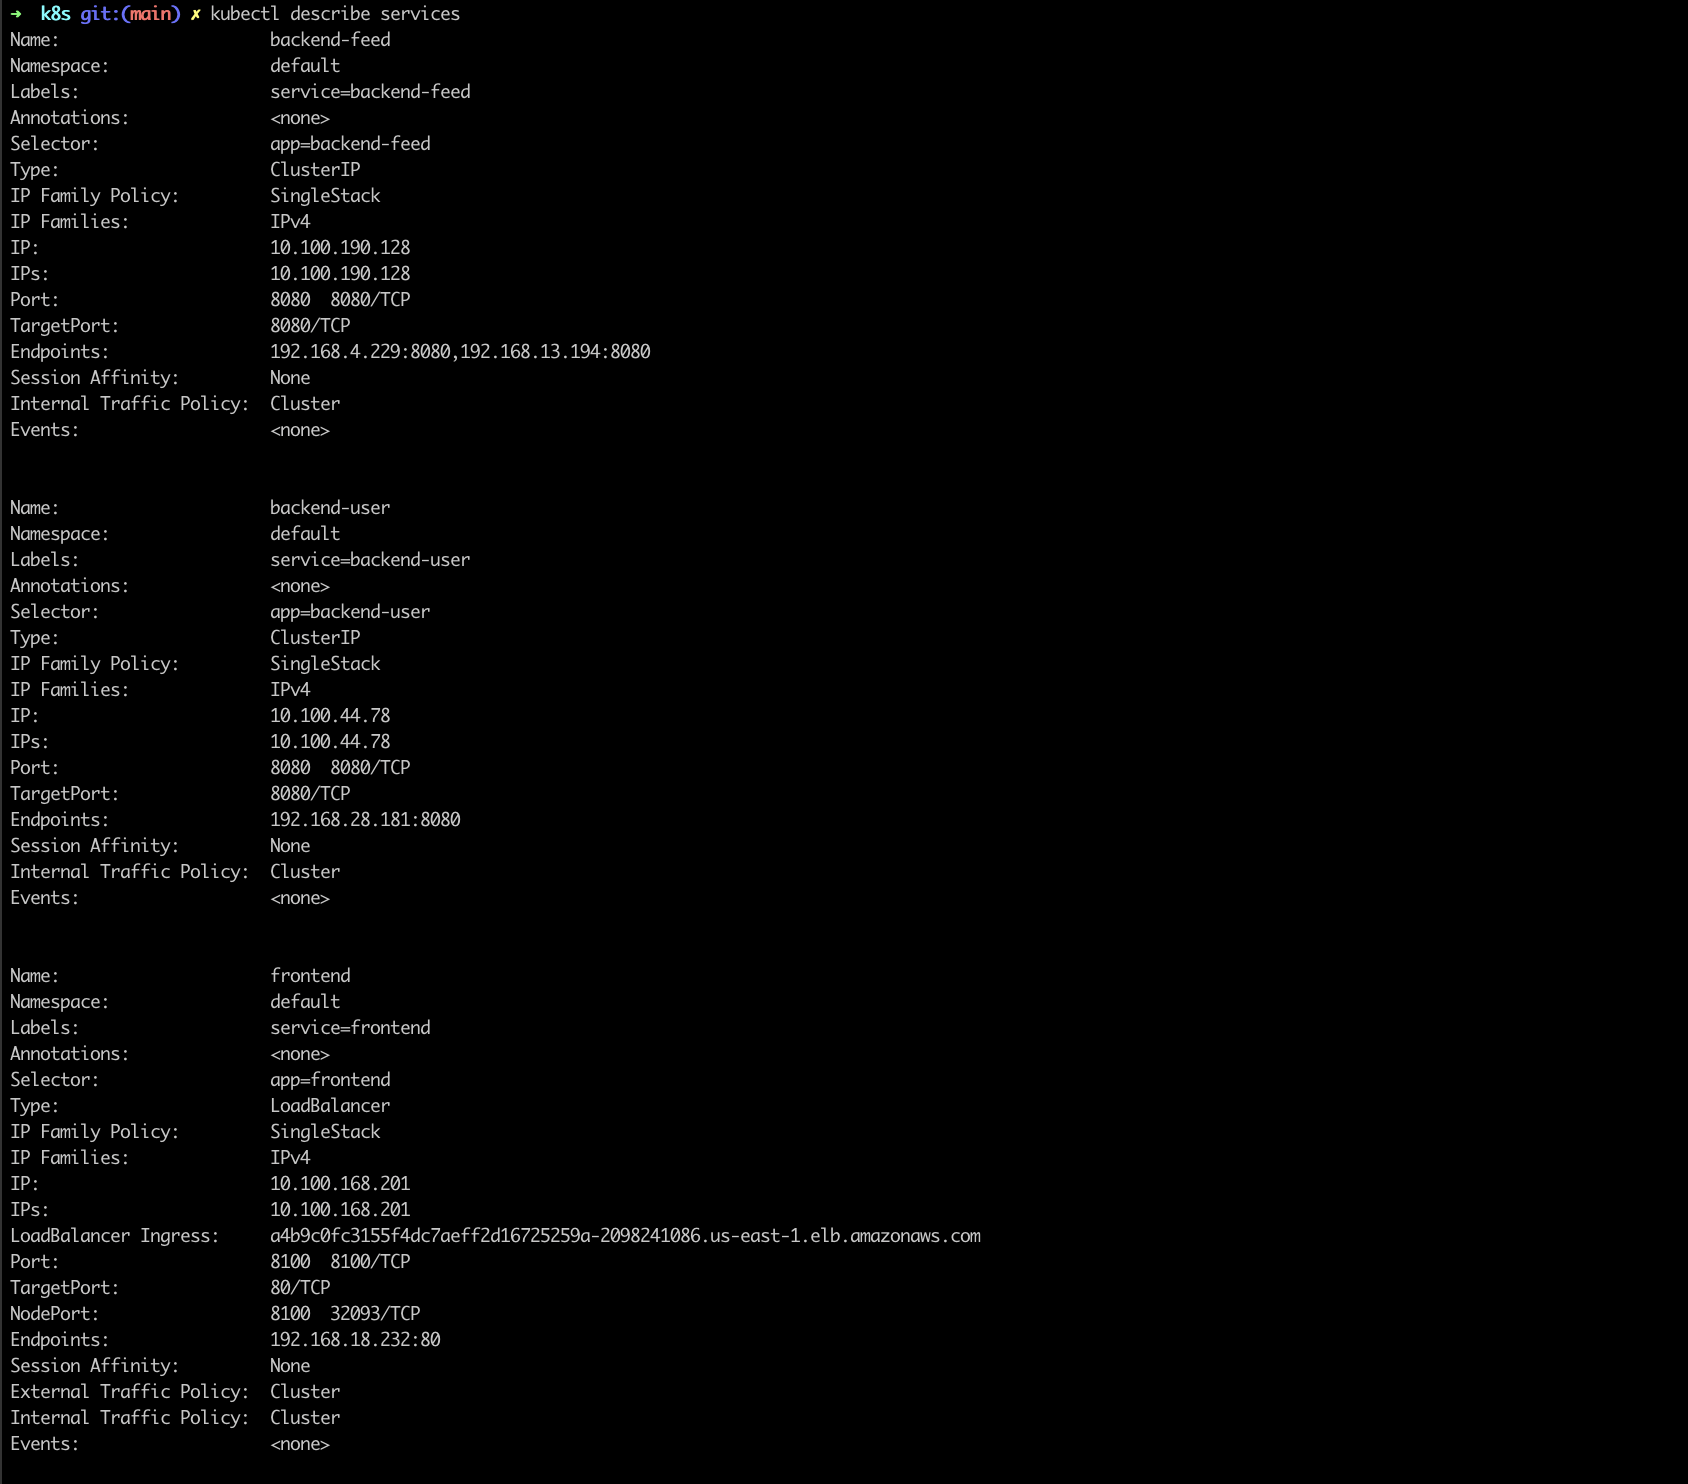 ➜  k8s git:(main) ✗ kubectl describe services
Name:                     backend-feed
Namespace:                default
Labels:                   service=backend-feed
Annotations:              <none>
Selector:                 app=backend-feed
Type:                     ClusterIP
IP Family Policy:         SingleStack
IP Families:              IPv4
IP:                       10.100.190.128
IPs:                      10.100.190.128
Port:                     8080  8080/TCP
TargetPort:               8080/TCP
Endpoints:                192.168.4.229:8080,192.168.13.194:8080
Session Affinity:         None
Internal Traffic Policy:  Cluster
Events:                   <none>
Name:                     backend-user
Namespace:                default
Labels:                   service=backend-user
Annotations:              <none>
Selector:                 app=backend-user
Type:                     ClusterIP
IP Family Policy:         SingleStack
IP Families:              IPv4
IP:                       10.100.44.78
IPs:                      10.100.44.78
Port:                     8080  8080/TCP
TargetPort:               8080/TCP
Endpoints:                192.168.28.181:8080
Session Affinity:         None
Internal Traffic Policy:  Cluster
Events:                   <none>
Name:                     frontend
Namespace:                default
Labels:                   service=frontend
Annotations:              <none>
Selector:                 app=frontend
Type:                     LoadBalancer
IP Family Policy:         SingleStack
IP Families:              IPv4
IP:                       10.100.168.201
IPs:                      10.100.168.201
LoadBalancer Ingress:     a4b9c0fc3155f4dc7aeff2d16725259a-2098241086.us-east-1.elb.amazonaws.com
Port:                     8100  8100/TCP
TargetPort:               80/TCP
NodePort:                 8100  32093/TCP
Endpoints:                192.168.18.232:80
Session Affinity:         None
External Traffic Policy:  Cluster
Internal Traffic Policy:  Cluster
Events:                   <none>